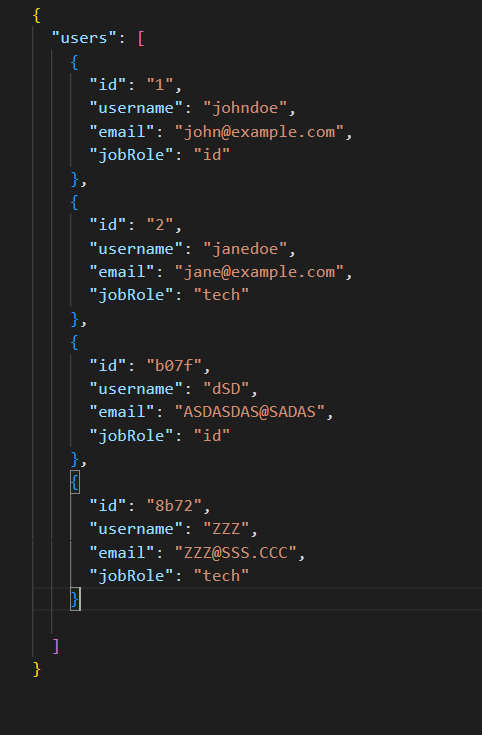 {
"users": [
{
"id": "1",
"username": "johndoe",
"email": "john@example.com",
"jobRole": "id"
},
{
"id": "2",
"username": "janedoe",
"email": "jane@example.com",
"jobRole": "tech"
},
{
"id": "b07f",
"username": "dSD",
"email": "ASDASDAS@SADAS",
"jobRole": "id"
},
{
"id": "8b72",
"username": "ZZZ",
"email": "ZZZ@SSS.CCC",
"jobRole": "tech"
}
]
}